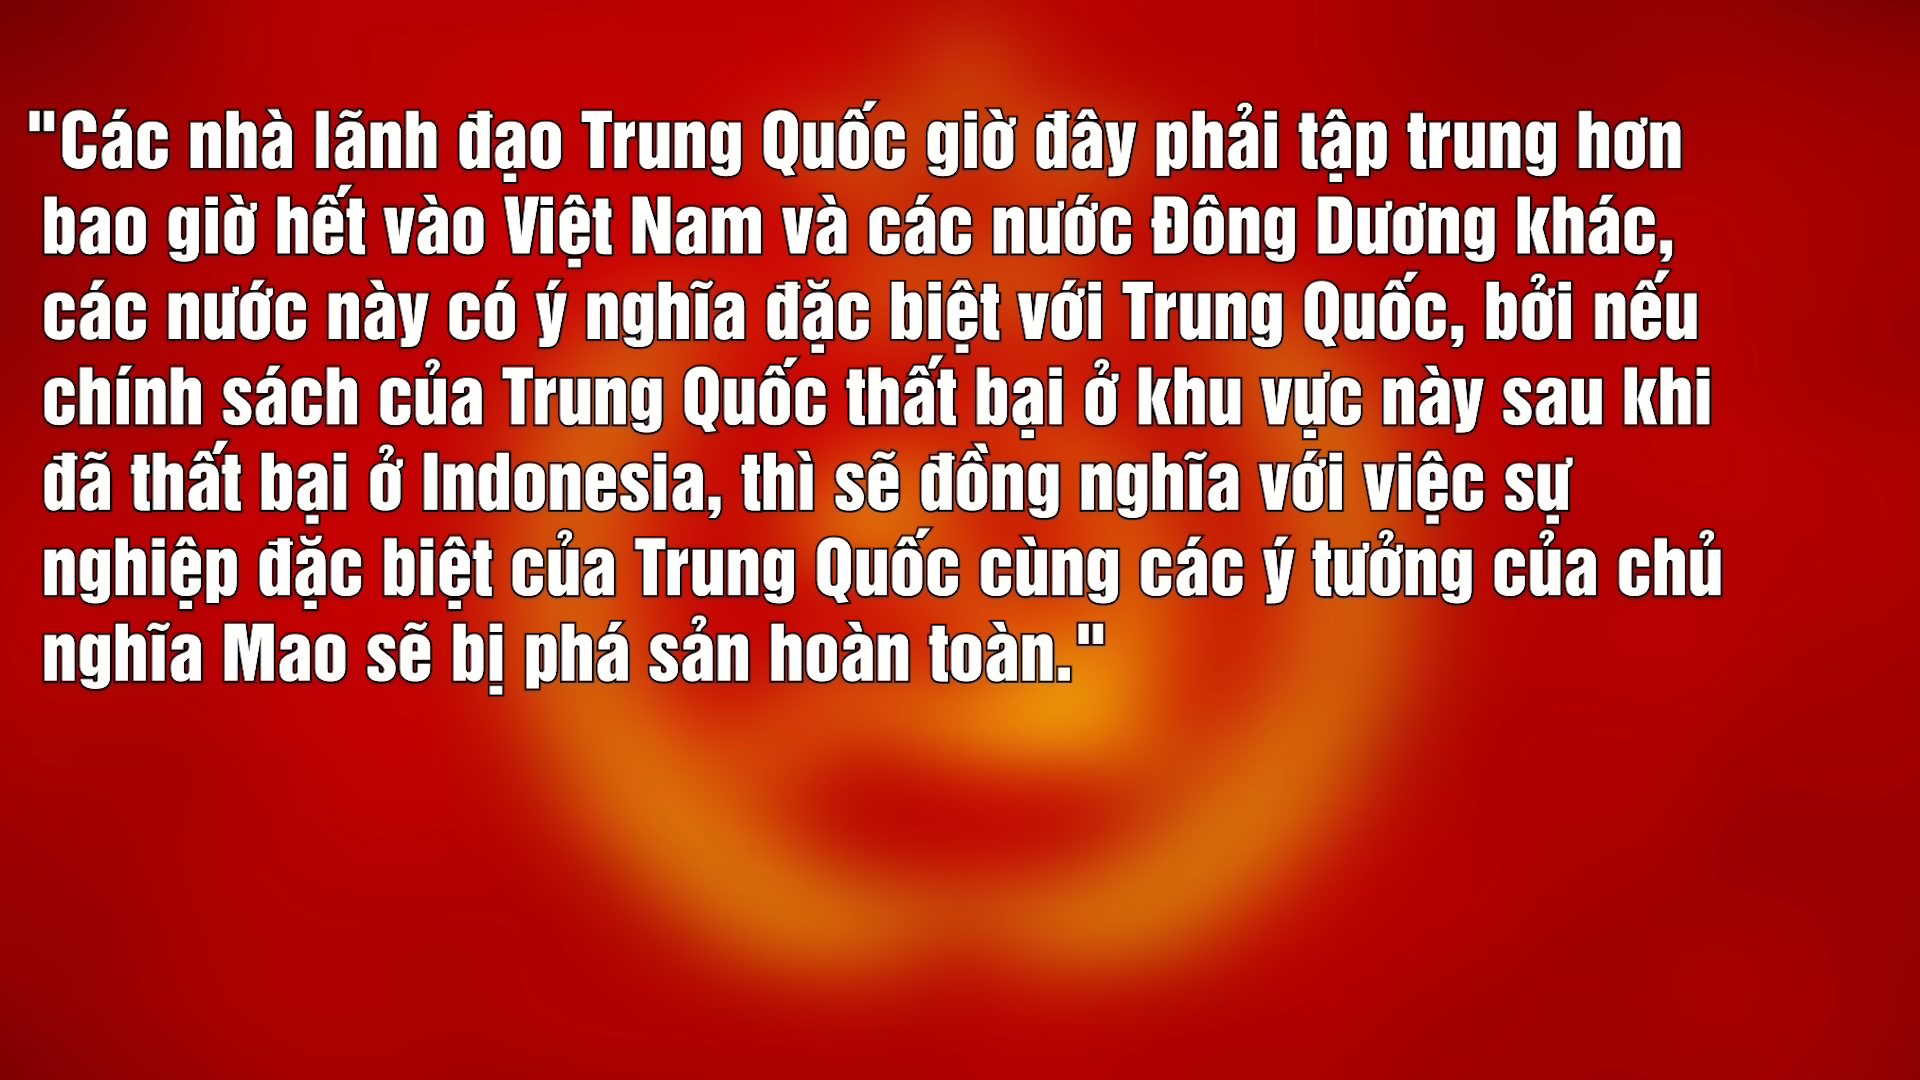 "Các nhà lãnh đạo Trung Quốc giờ đây phải tập trung hơn
bao giờ hết vào Việt Nam và các nước Đông Dương khác,
các nước này có ý nghĩa đặc biệt với Trung Quốc, bởi nếu
chính sách của Trung Quốc thất bại ở khu vực này sau khi
đã thất bại ở Indonesia, thì sẽ đồng nghĩa với việc sự
nghiệp đặc biệt của Trung Quốc cùng các ý tưởng của chủ
nghĩa Mao sẽ bị phá sản hoàn toàn."